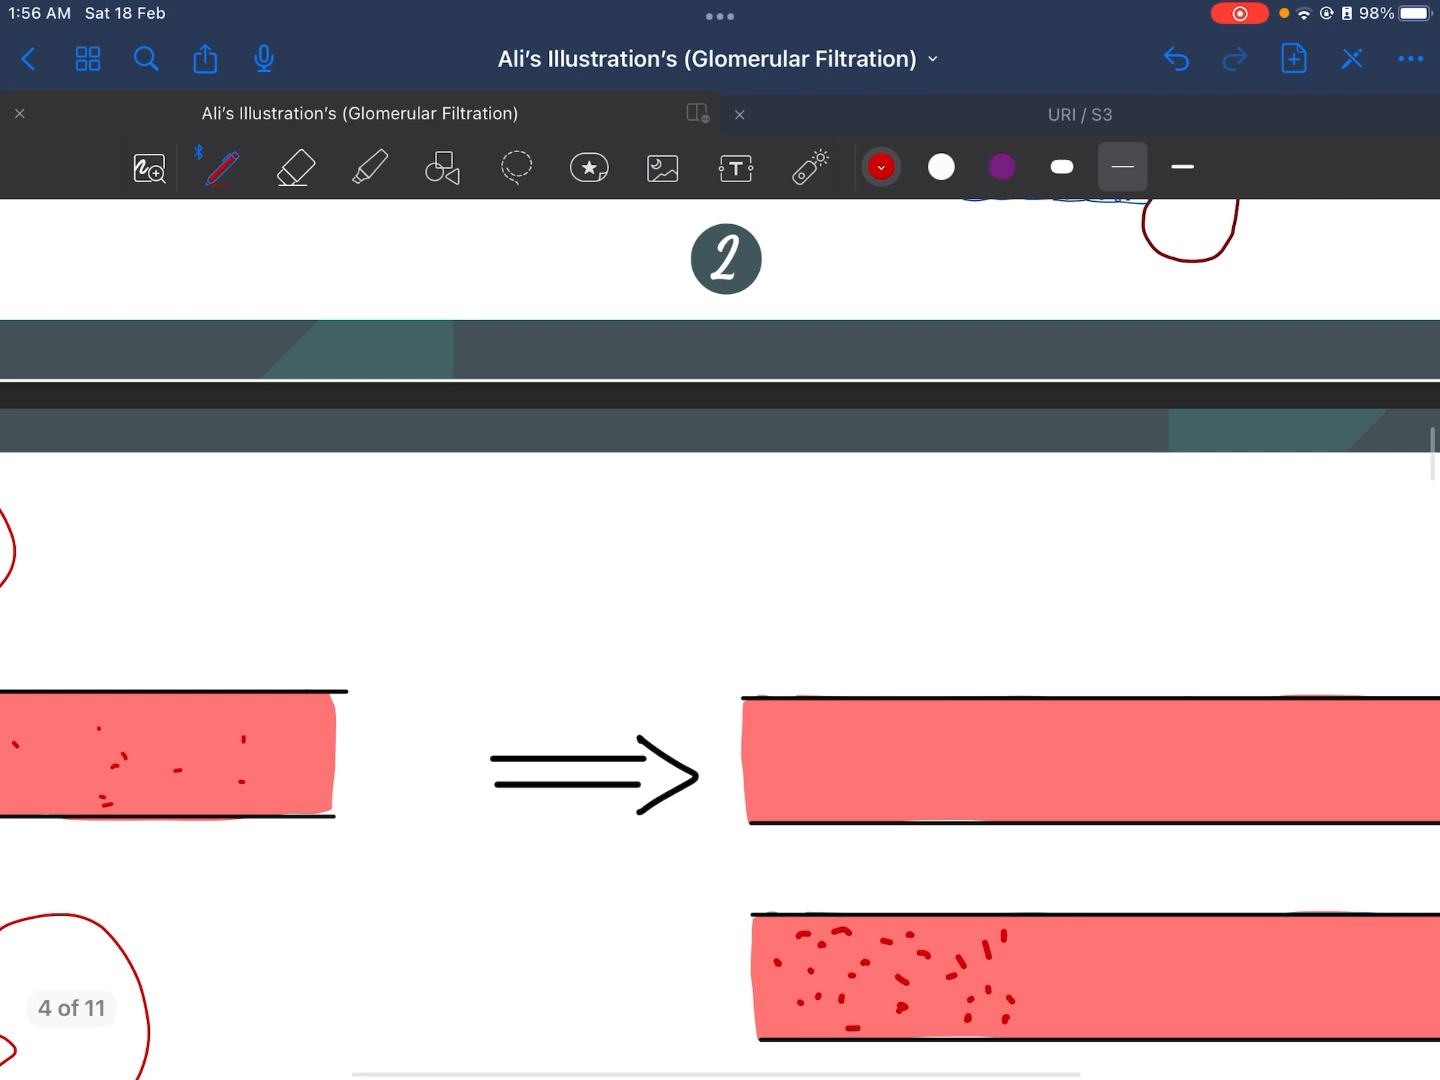 1:56 AM Sat 18 Feb
98%
Ali's Illustration's (Glomerular Filtration)
Ali's Illustration's (Glomerular Filtration)
URI / S3
T
2
4 of 11